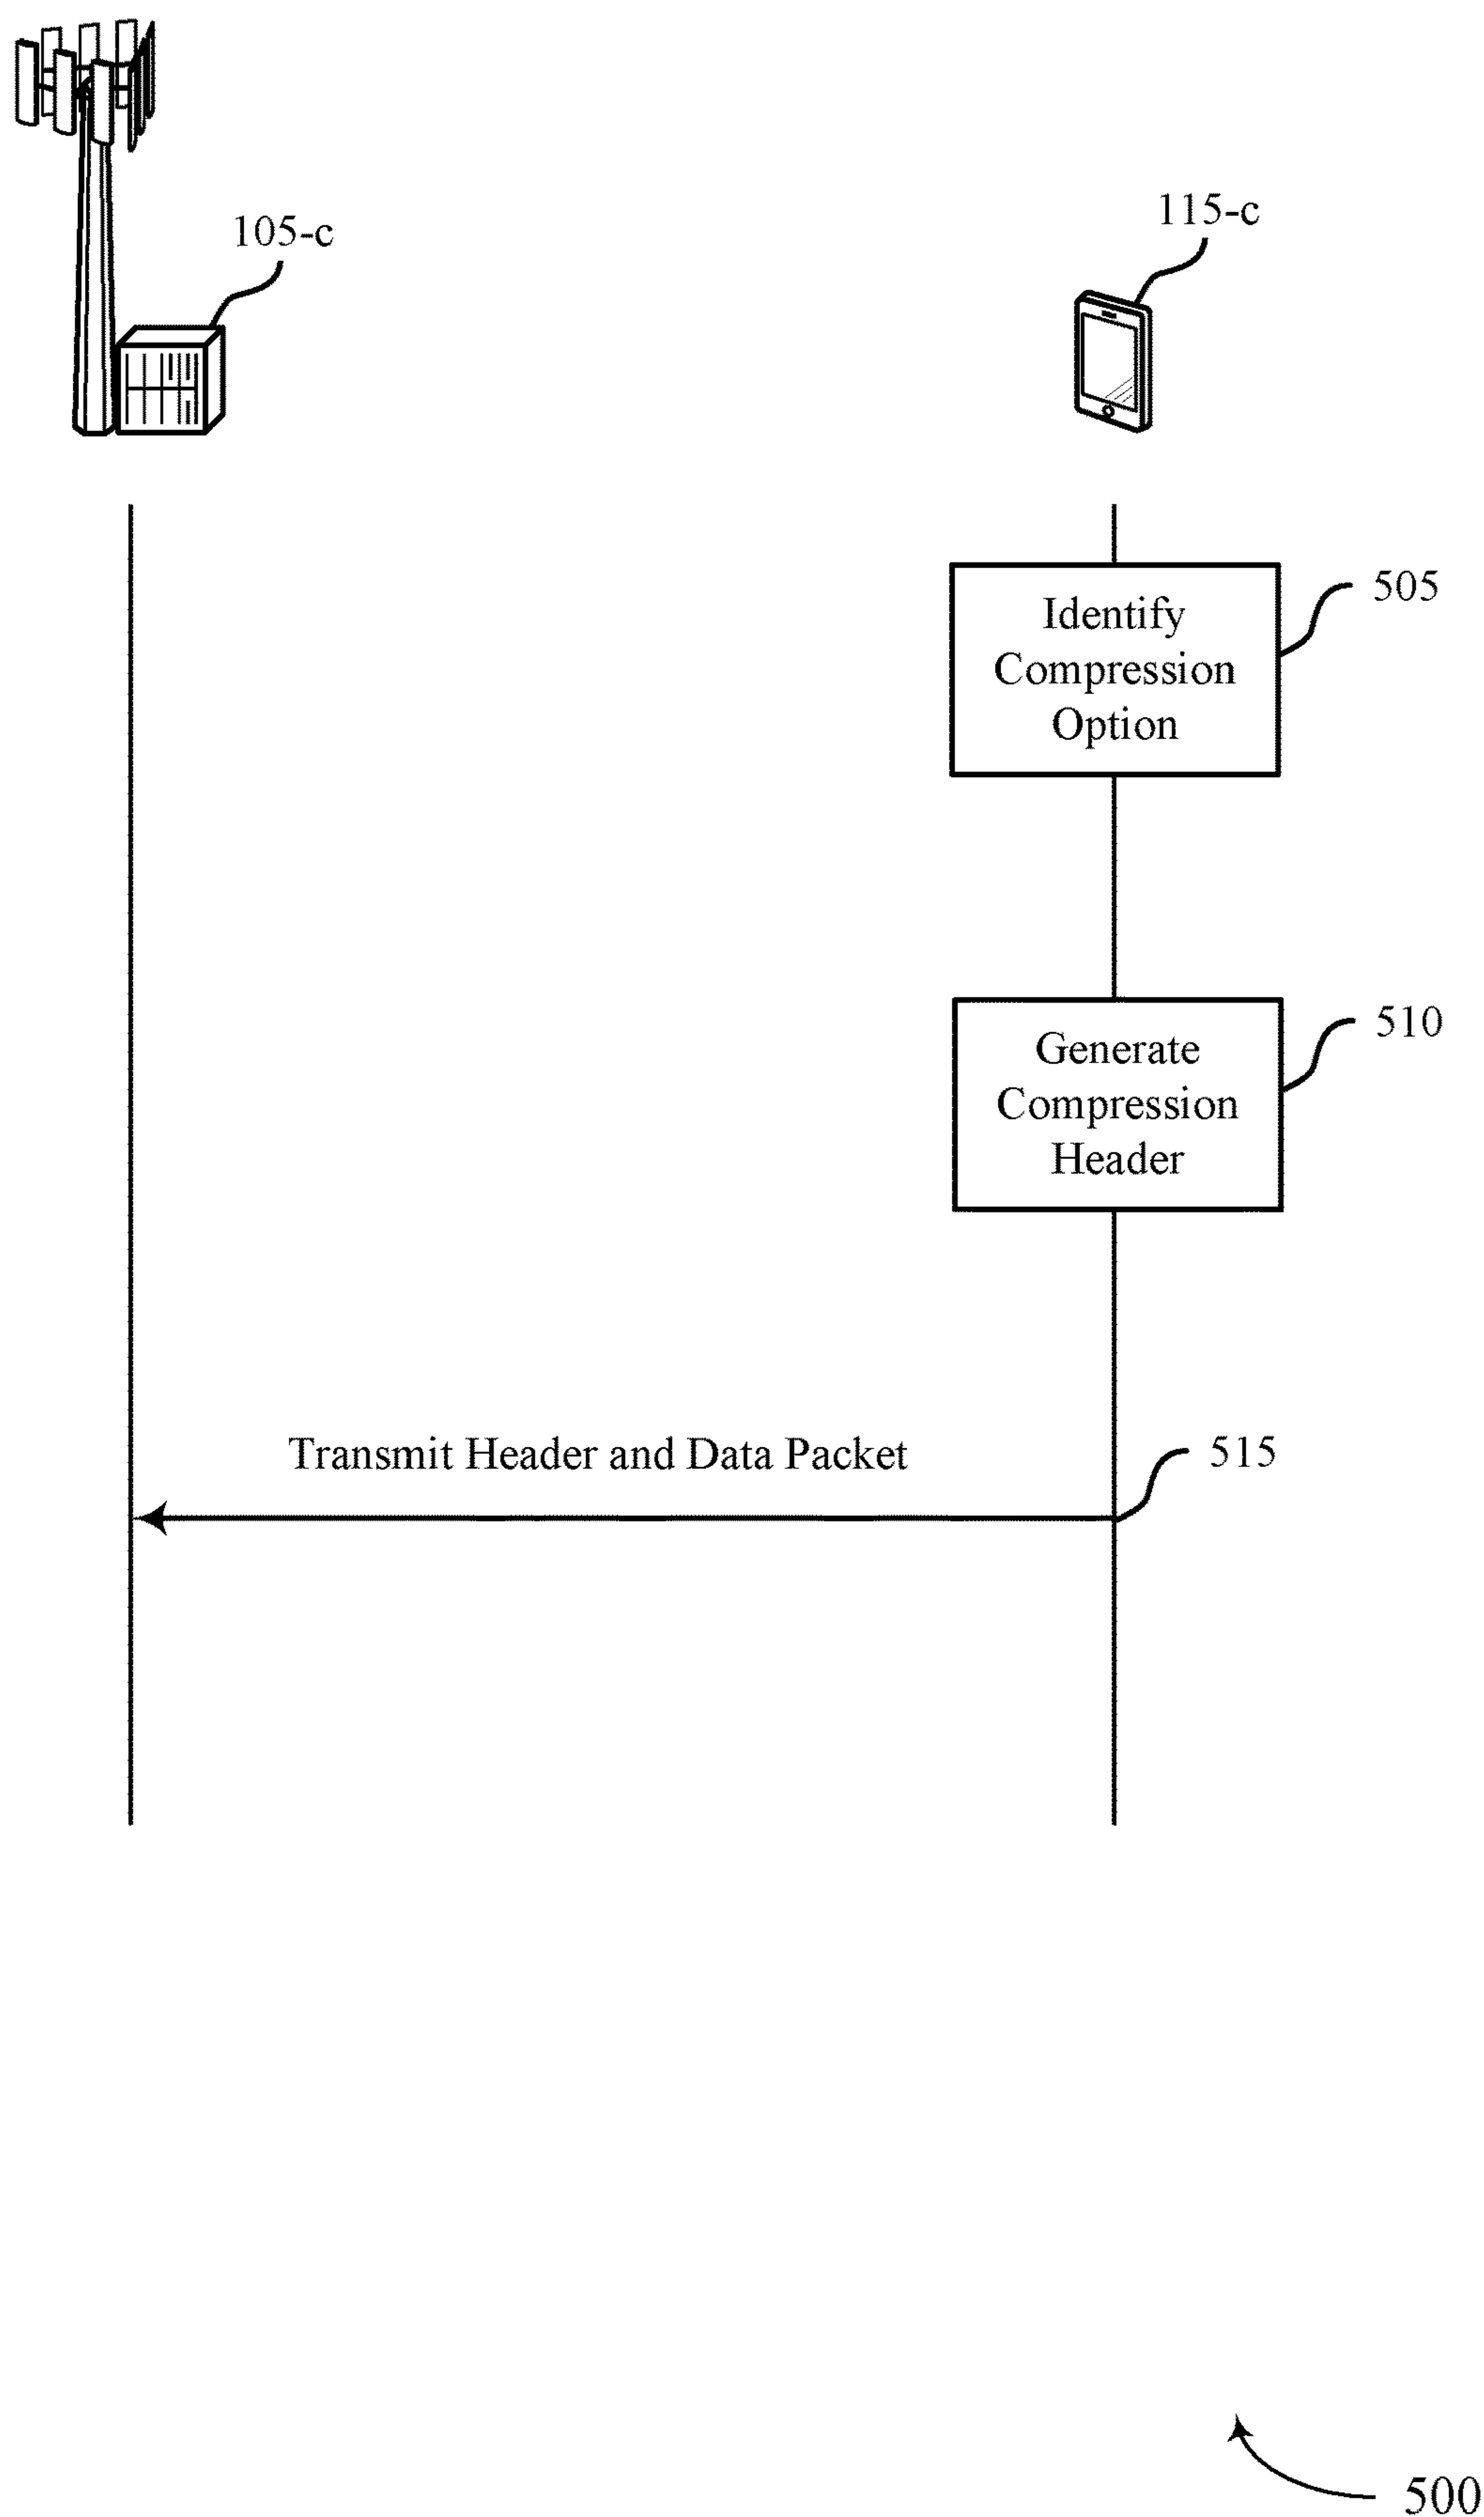 105-c
115-c
Identify
Compression
Option
505
Generate
Compression
Header
510
Transmit Header and Data Packet
515
500